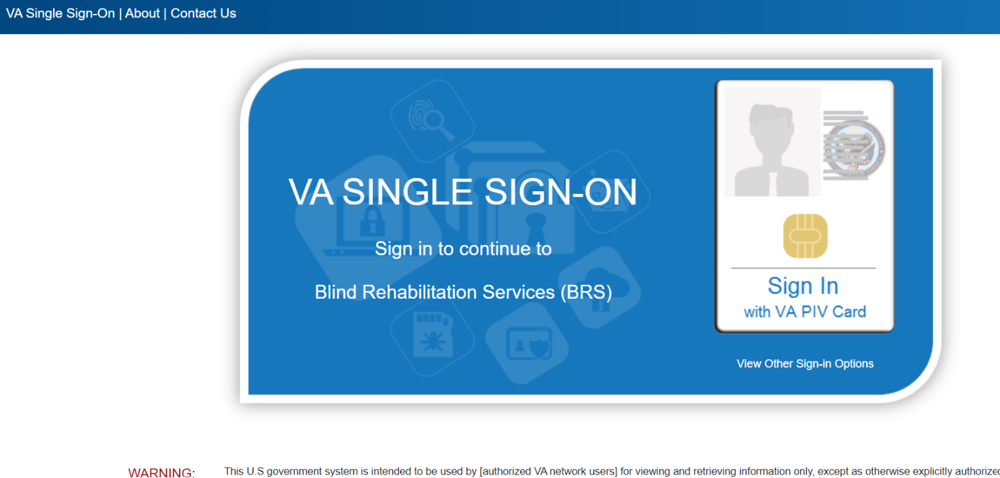 VA Single Sign-On | About | Contact Us
VA SINGLE SIGN-ON
Sign in to continue to
Blind Rehabilitation Services (BRS)
Sign In
with VA PIV Card
View Other Sign-in Options
WARNING:
This U.S government system is intended to be used by [authorized VA network users] for viewing and retrieving information only, except as otherwise explicitly authorized